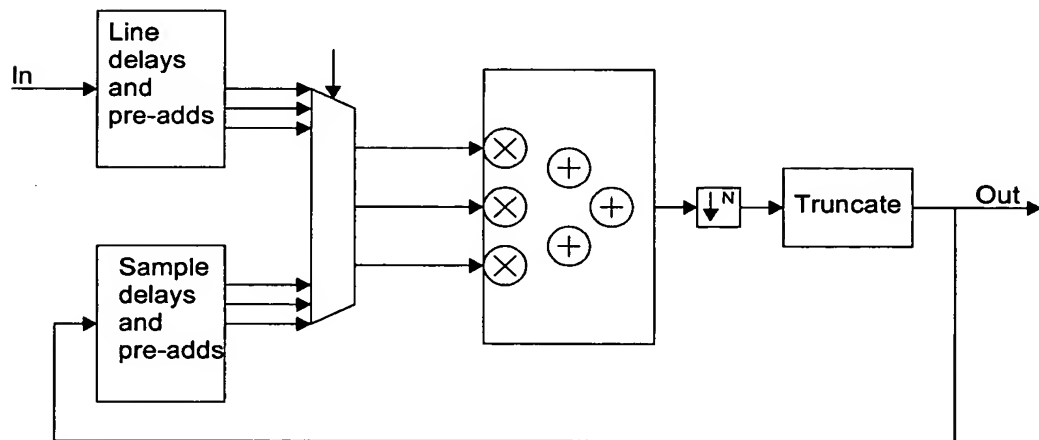 In
Line
delays
and
pre-adds
Sample
delays
and
pre-adds
N
Truncate
Out